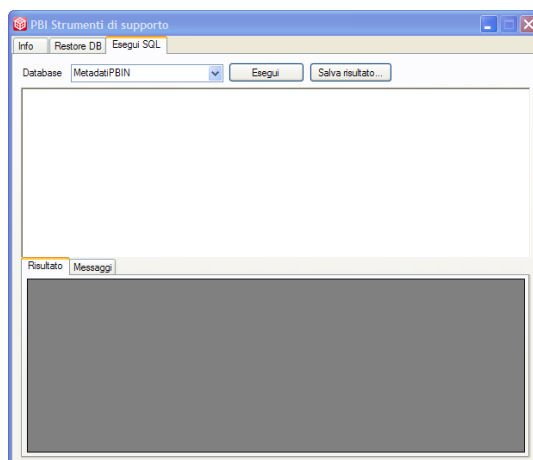 PBI Strumenti di supporto
Info Restore DB Esegui SQL
Database MetadatiPBIN Esegui Salva risultato...
Risultato Messaggi